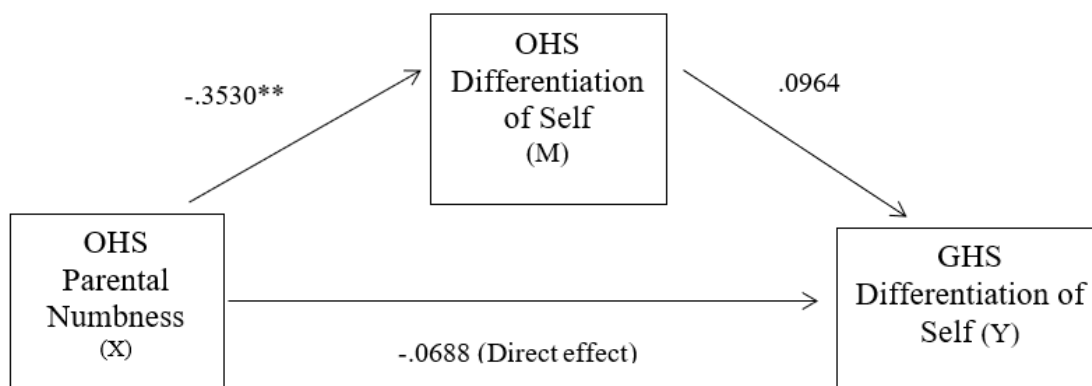 OHS
Differentiation
of Self
(M)
-.3530**
.0964
OHS
Parental
Numbness
(X)
GHS
Differentiation of
Self (Y)
-.0688 (Direct effect)